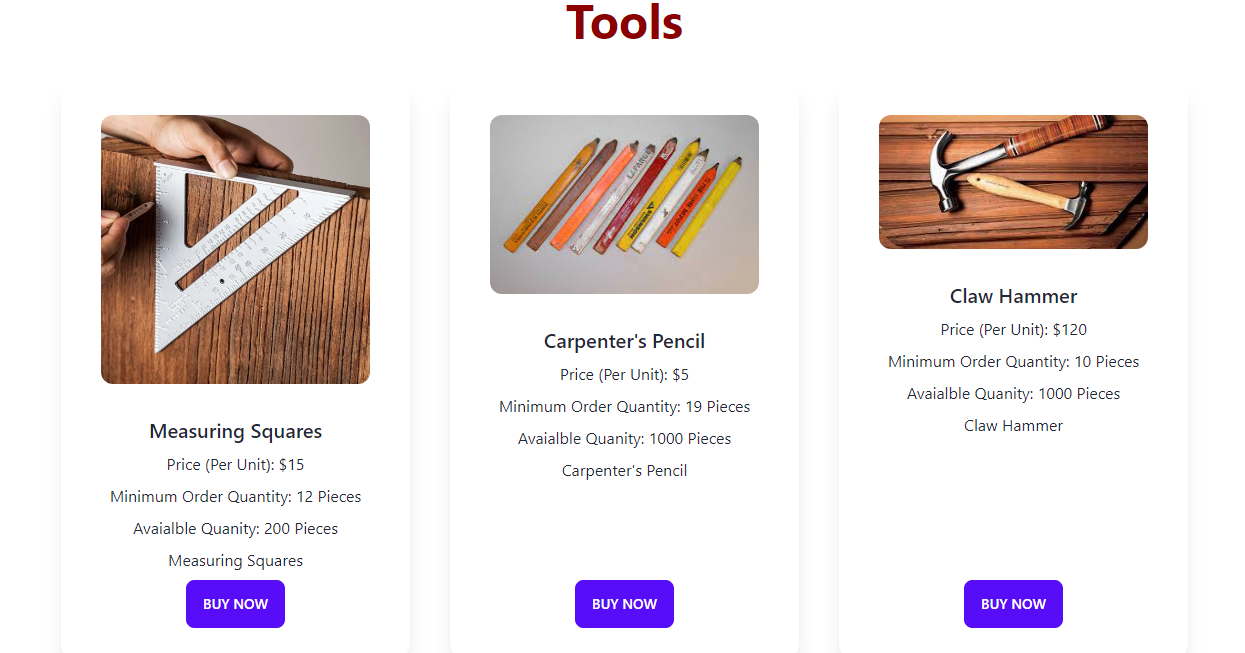 Tools
Measuring Squares
Price (Per Unit): $15
Minimum Order Quantity: 12 Pieces
Avaialble Quanity: 200 Pieces
Measuring Squares
BUY NOW
Carpenter's Pencil
Price (Per Unit): $5
Minimum Order Quantity: 19 Pieces
Avaialble Quanity: 1000 Pieces
Carpenter's Pencil
BUY NOW
Claw Hammer
Price (Per Unit): $120
Minimum Order Quantity: 10 Pieces
Avaialble Quanity: 1000 Pieces
Claw Hammer
BUY NOW